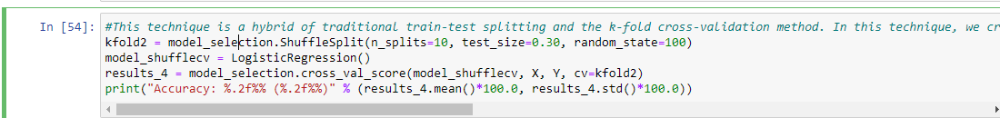 In [54]: #This technique is a hybrid of traditional train-test splitting and the k-fold cross-validation method. In this technique, we cr
kfold2 = model_selection.ShuffleSplit(n_splits=10, test_size=0.30, random_state=100)
model_shufflecv = LogisticRegression()
results_4 = model_selection.cross_val_score(model_shufflecv, X, Y, cv=kfold2)
print("Accuracy: %.2f%% (%.2f%%)" % (results_4.mean()*100.0, results_4.std()*100.0))